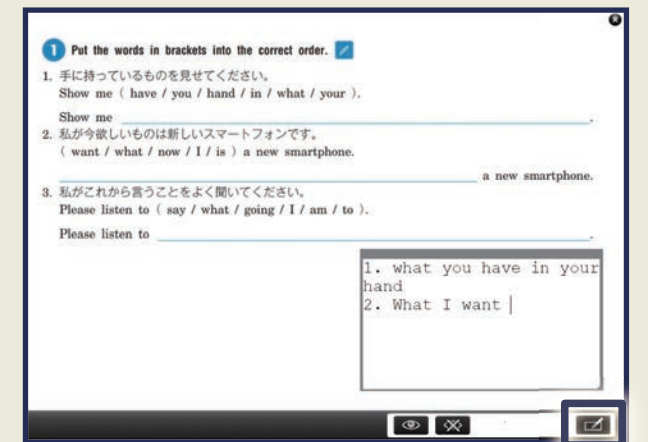 1 Put the words in brackets into the correct order.
1. 手に持っているものを見せてください。
Show me ( have / you / hand / in / what / your ).
Show me .
2. 私が今欲しいものは新しいスマートフォンです。
( want / what / now / I / is ) a new smartphone.
a new smartphone.
3. 私がこれから言うことをよく聞いてください。
Please listen to ( say / what / going / I / am / to ).
Please listen to .
1. what you have in your
hand
2. What I want